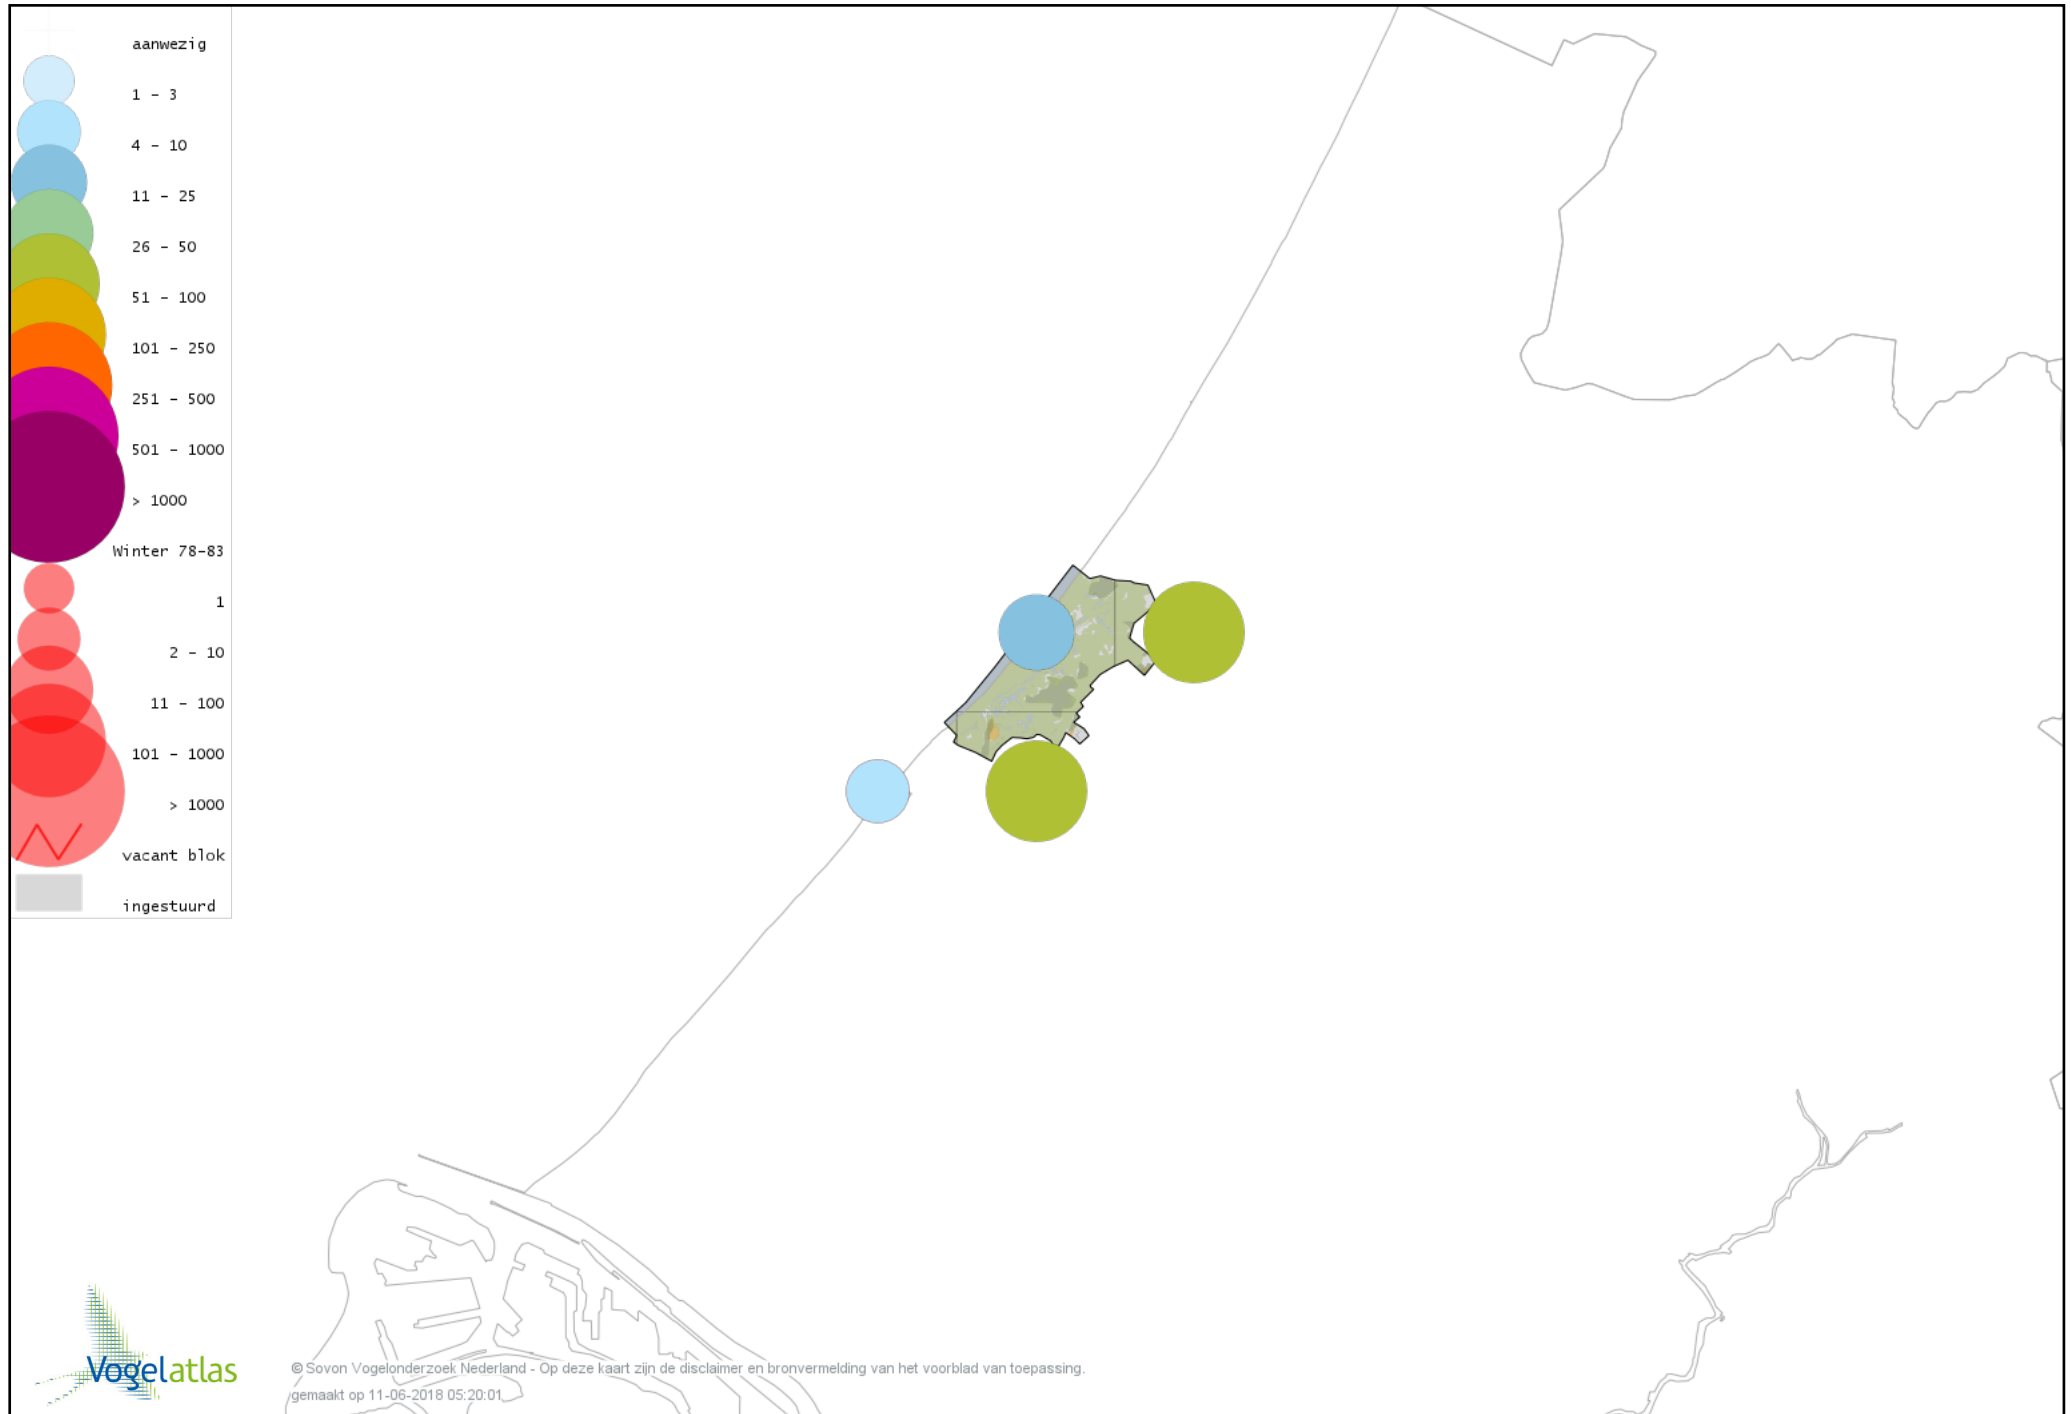 aanwezig
1 - 3
4 - 10
11 - 25
26 - 50
51 - 100
101 - 250
251 - 500
501 - 1000
> 1000
Winter 78-83
1
2 - 10
11 - 100
101 - 1000
> 1000
vacant blok
ingestuurd
Vogelatlas
© Sovon Vogelonderzoek Nederland - Op deze kaart zijn de disclaimer en bronvermelding van het voorblad van toepassing.
gemaakt op 11-06-2018 05:20:01